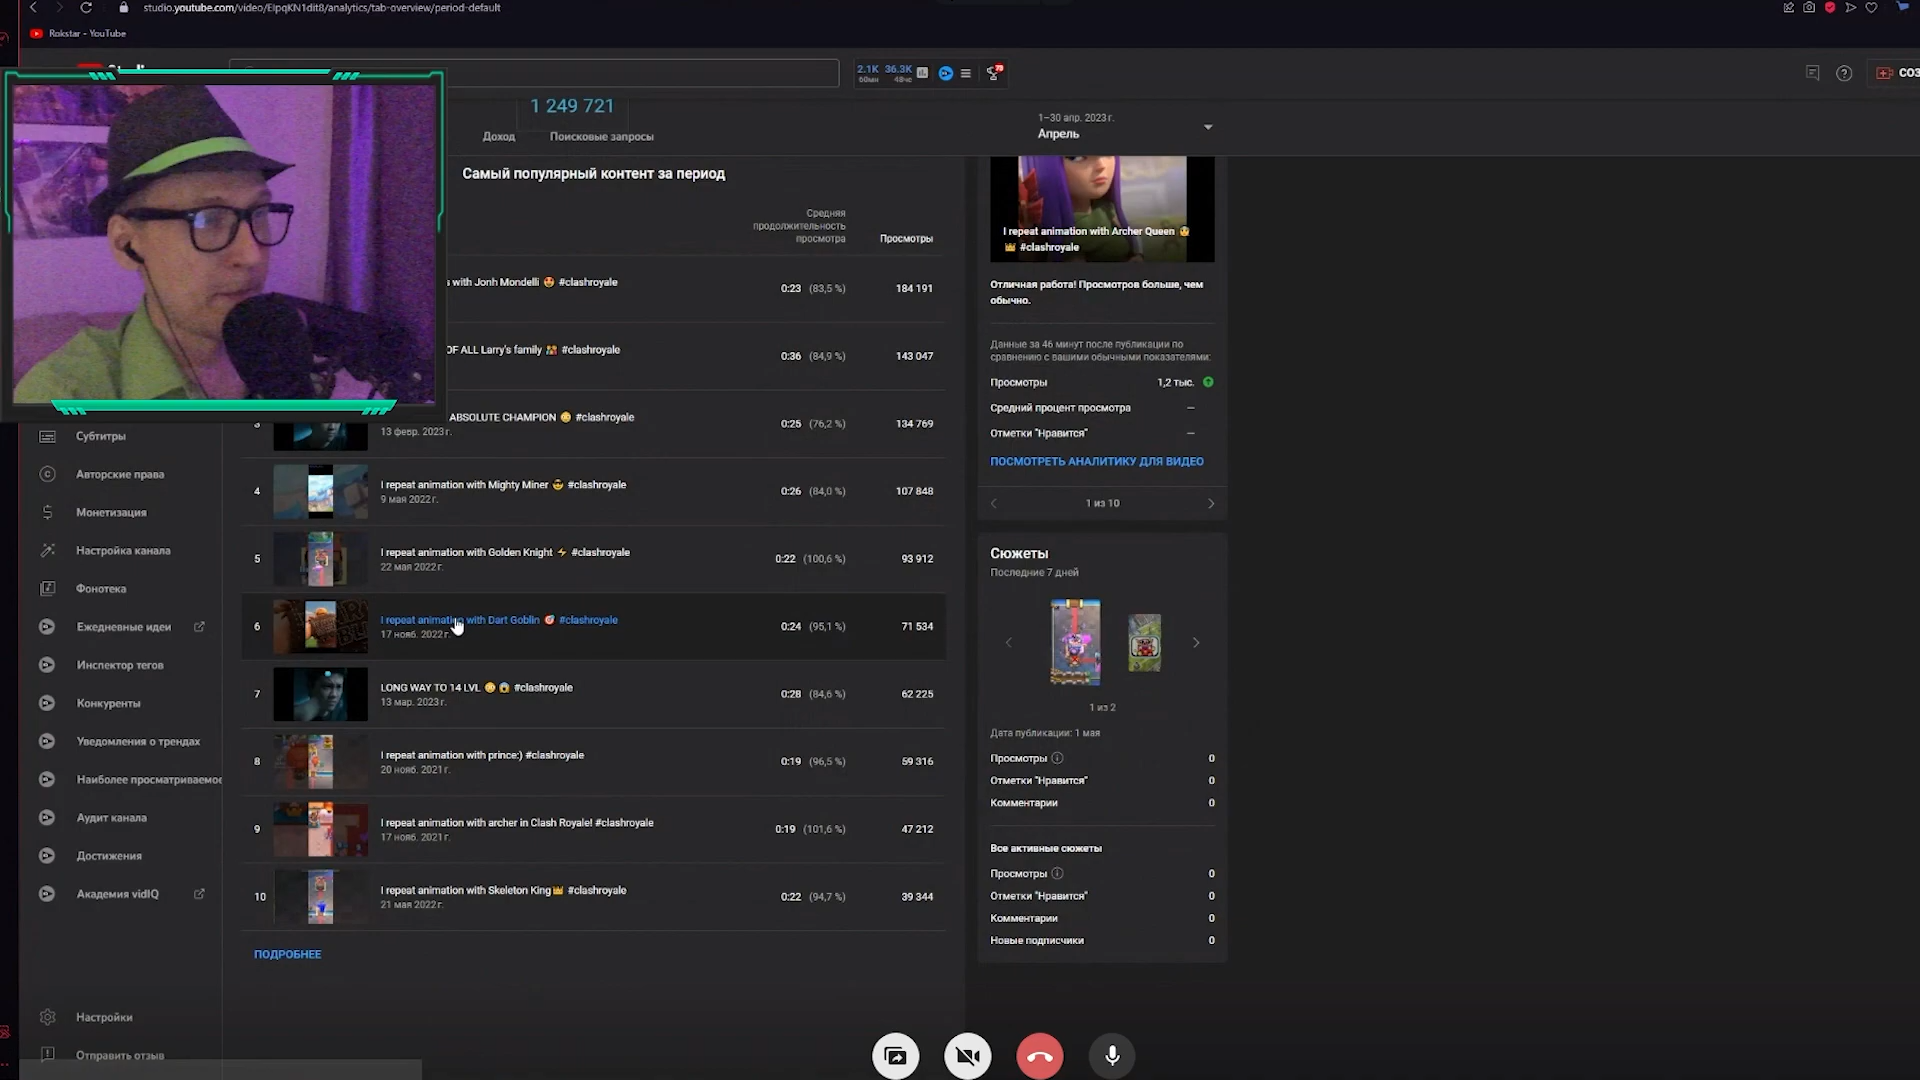 studio.youtube.com/video/EIpqKN1dit8/analytics/tab-overview/period-default
Rokstar - YouTube
2.1K 36.3K
60мн 48чс
79
СОЗ
1 249 721
Доход
Поисковые запросы
1–30 апр. 2023 г.
Апрель
Самый популярный контент за период
Средняя
продолжительность
просмотра
Просмотры
s with Jonh Mondelli 🤩 #clashroyale
0:23 (83,5 %)
184 191
OF ALL Larry's family 👨‍👩‍👧‍👦 #clashroyale
0:36 (84,9 %)
143 047
3
ABSOLUTE CHAMPION 😳 #clashroyale
13 февр. 2023 г.
0:25 (76,2 %)
134 769
4
I repeat animation with Mighty Miner 😎 #clashroyale
9 мая 2022 г.
0:26 (84,0 %)
107 848
5
I repeat animation with Golden Knight ⚡ #clashroyale
22 мая 2022 г.
0:22 (100,6 %)
93 912
6
I repeat animation with Dart Goblin 🎯 #clashroyale
17 нояб. 2022 г.
0:24 (95,1 %)
71 534
7
LONG WAY TO 14 LVL 😳 😱 #clashroyale
13 мар. 2023 г.
0:28 (84,6 %)
62 225
8
I repeat animation with prince:) #clashroyale
20 нояб. 2021 г.
0:19 (96,5 %)
59 316
9
I repeat animation with archer in Clash Royale! #clashroyale
17 нояб. 2021 г.
0:19 (101,6 %)
47 212
10
I repeat animation with Skeleton King👑 #clashroyale
21 мая 2022 г.
0:22 (94,7 %)
39 344
ПОДРОБНЕЕ
Субтитры
Авторские права
Монетизация
Настройка канала
Фонотека
Ежедневные идеи
Инспектор тегов
Конкуренты
Уведомления о трендах
Наиболее просматриваемое
Аудит канала
Достижения
Академия vidIQ
Настройки
Отправить отзыв
I repeat animation with Archer Queen
👑 #clashroyale
Отличная работа! Просмотров больше, чем
обычно.
Данные за 46 минут после публикации по
сравнению с вашими обычными показателями:
Просмотры 1,2 тыс.
Средний процент просмотра —
Отметки "Нравится" —
ПОСМОТРЕТЬ АНАЛИТИКУ ДЛЯ ВИДЕО
1 из 10
Сюжеты
Последние 7 дней
1 из 2
Дата публикации: 1 мая
Просмотры 0
Отметки "Нравится" 0
Комментарии 0
Все активные сюжеты
Просмотры 0
Отметки "Нравится" 0
Комментарии 0
Новые подписчики 0